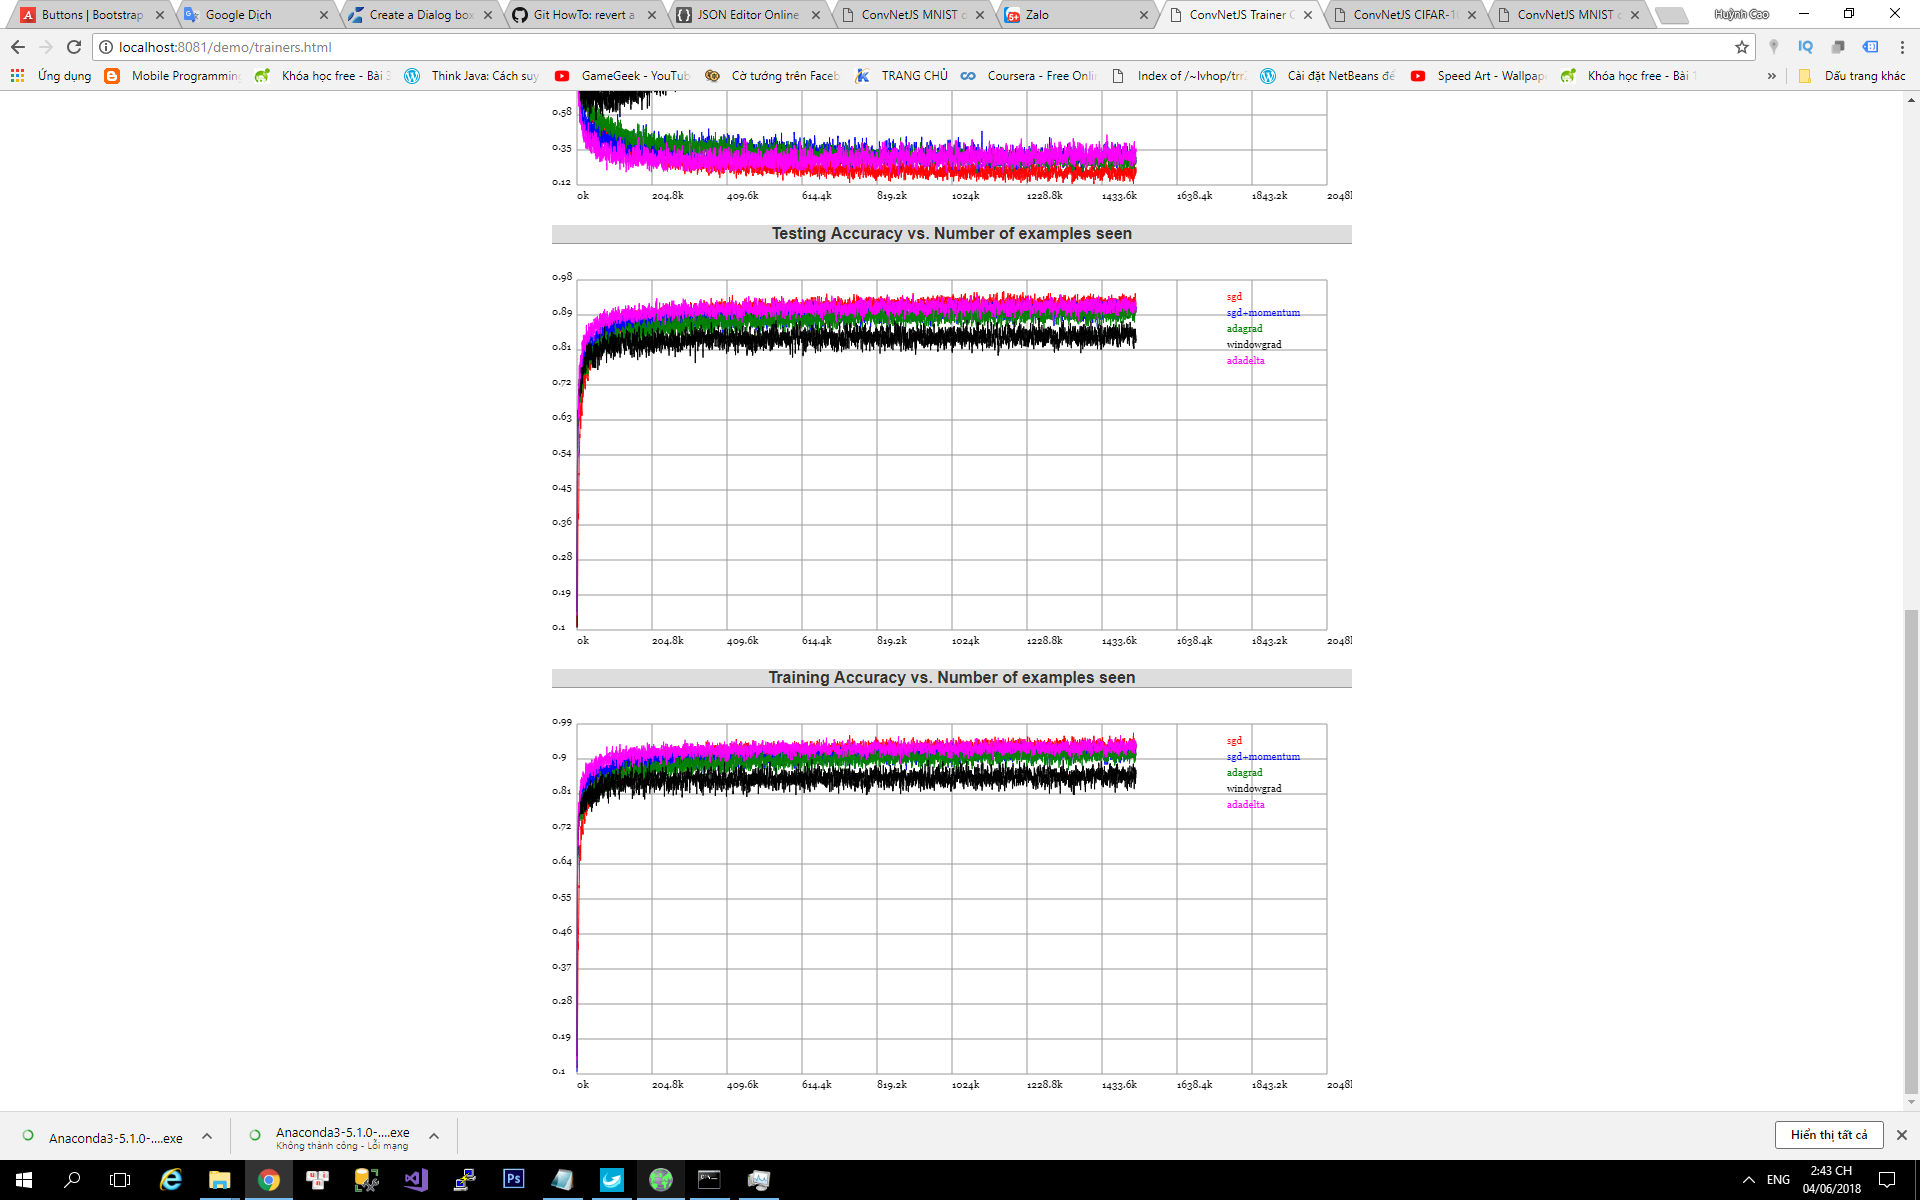 Buttons | Bootstrap
Google Dịch
Create a Dialog box
Git HowTo: revert a
JSON Editor Online
ConvNetJS MNIST
Zalo
ConvNetJS Trainer
ConvNetJS CIFAR-1
ConvNetJS MNIST
Huỳnh Cao
localhost:8081/demo/trainers.html
Ứng dụng
Mobile Programming
Khóa học free - Bài 3
Think Java: Cách suy
GameGeek - YouTub
Cờ tướng trên Faceb
TRANG CHỦ
Coursera - Free Onli
Index of /~lvhop/trr
Cài đặt NetBeans để
Speed Art - Wallpap
Khóa học free - Bài 1
»
Dấu trang khác
0.58
0.35
0.12
0k 204.8k 409.6k 614.4k 819.2k 1024k 1228.8k 1433.6k 1638.4k 1843.2k 2048k
Testing Accuracy vs. Number of examples seen
0.98
0.89
0.81
0.72
0.63
0.54
0.45
0.36
0.28
0.19
0.1
sgd
sgd+momentum
adagrad
windowgrad
adadelta
0k 204.8k 409.6k 614.4k 819.2k 1024k 1228.8k 1433.6k 1638.4k 1843.2k 2048k
Training Accuracy vs. Number of examples seen
0.99
0.9
0.81
0.72
0.64
0.55
0.46
0.37
0.28
0.19
0.1
sgd
sgd+momentum
adagrad
windowgrad
adadelta
0k 204.8k 409.6k 614.4k 819.2k 1024k 1228.8k 1433.6k 1638.4k 1843.2k 2048k
Anaconda3-5.1.0-....exe
Anaconda3-5.1.0-....exe
Không thành công - Lỗi mạng
Hiển thị tất cả
ENG
2:43 CH
04/06/2018